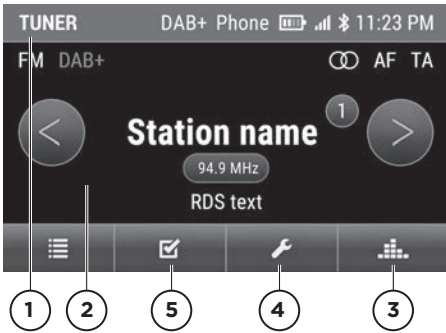 TUNER DAB+ Phone 11:23 PM
FM DAB+ AF TA
1
< Station name >
94.9 MHz
RDS text
1 2 5 4 3